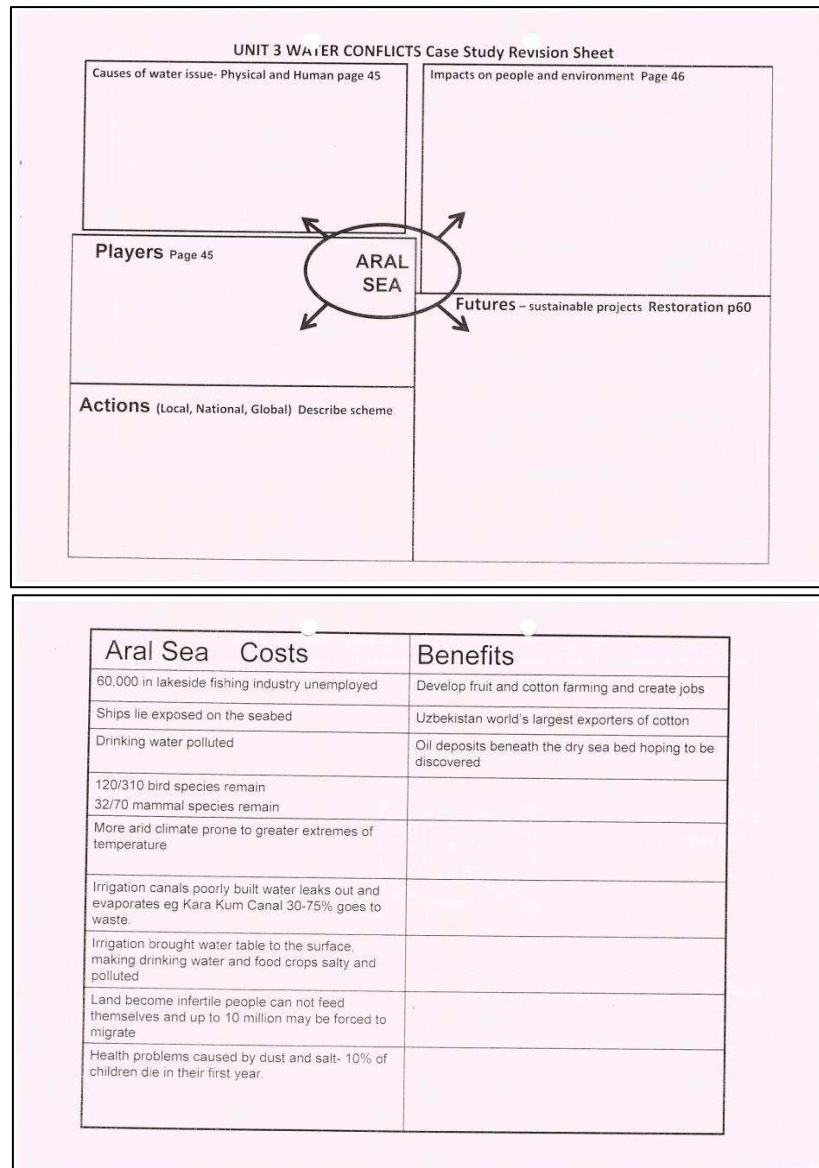 UNIT 3 WATER CONFLICTS Case Study Revision Sheet
Causes of water issue- Physical and Human page 45
Impacts on people and environment Page 46
Players Page 45
ARAL
SEA
Futures – sustainable projects Restoration p60
Actions (Local, National, Global) Describe scheme
Aral Sea Costs
Benefits
60,000 in lakeside fishing industry unemployed
Develop fruit and cotton farming and create jobs
Ships lie exposed on the seabed
Uzbekistan world's largest exporters of cotton
Drinking water polluted
Oil deposits beneath the dry sea bed hoping to be
discovered
120/310 bird species remain
32/70 mammal species remain
More arid climate prone to greater extremes of
temperature
Irrigation canals poorly built water leaks out and
evaporates eg Kara Kum Canal 30-75% goes to
waste.
Irrigation brought water table to the surface,
making drinking water and food crops salty and
polluted
Land become infertile people can not feed
themselves and up to 10 million may be forced to
migrate
Health problems caused by dust and salt- 10% of
children die in their first year.